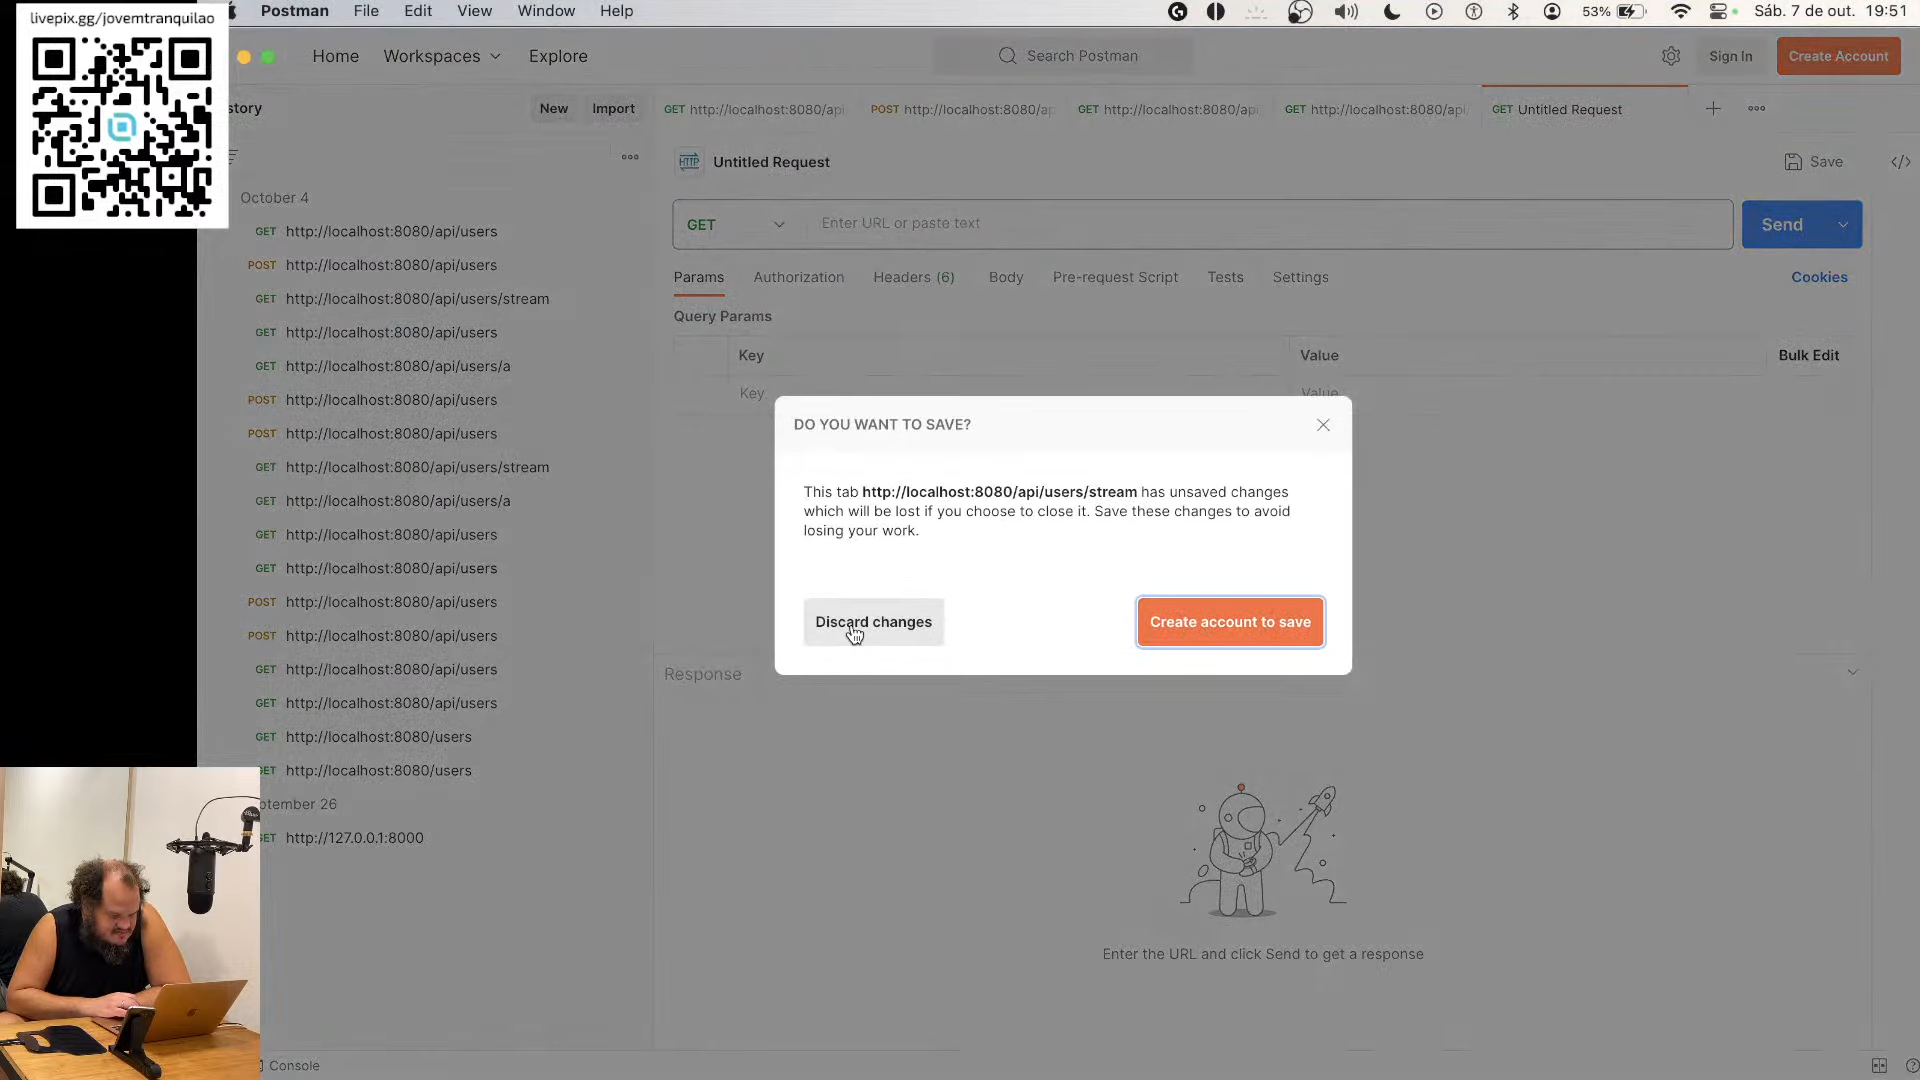 livepix.gg/jovemtranquilao
Postman File Edit View Window Help
53% Sáb. 7 de out. 19:51
Home Workspaces Explore
Search Postman
Sign In Create Account
story New Import
GET http://localhost:8080/api
POST http://localhost:8080/ap
GET http://localhost:8080/api
GET http://localhost:8080/api
GET Untitled Request
HTTP Untitled Request
Save </>
GET Enter URL or paste text Send
Params Authorization Headers (6) Body Pre-request Script Tests Settings Cookies
Query Params
Key Value Bulk Edit
Key Value
October 4
GET http://localhost:8080/api/users
POST http://localhost:8080/api/users
GET http://localhost:8080/api/users/stream
GET http://localhost:8080/api/users
GET http://localhost:8080/api/users/a
POST http://localhost:8080/api/users
POST http://localhost:8080/api/users
GET http://localhost:8080/api/users/stream
GET http://localhost:8080/api/users/a
GET http://localhost:8080/api/users
GET http://localhost:8080/api/users
POST http://localhost:8080/api/users
POST http://localhost:8080/api/users
GET http://localhost:8080/api/users
GET http://localhost:8080/api/users
GET http://localhost:8080/users
GET http://localhost:8080/users
ptember 26
GET http://127.0.0.1:8000
DO YOU WANT TO SAVE?
This tab http://localhost:8080/api/users/stream has unsaved changes
which will be lost if you choose to close it. Save these changes to avoid
losing your work.
Discard changes Create account to save
Response
Enter the URL and click Send to get a response
Console